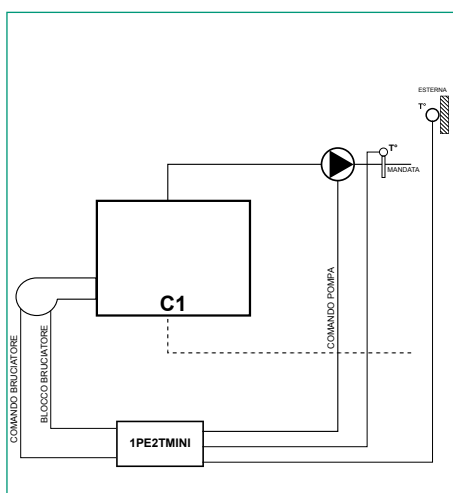 ESTERNA
T°
T°
MANDATA
C1
COMANDO POMPA
BLOCCO BRUCIATORE
COMANDO BRUCIATORE
1PE2TMINI